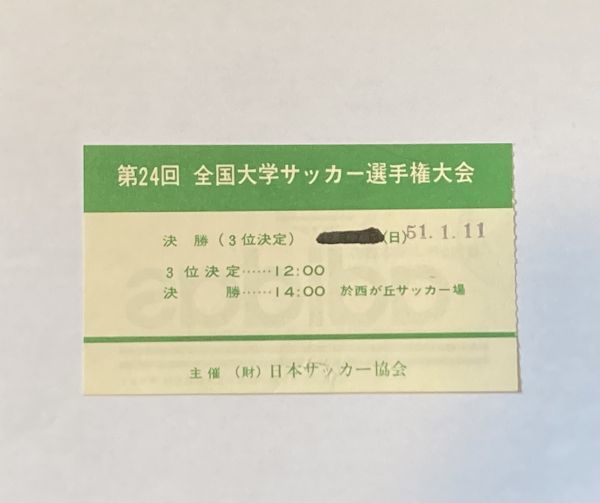 第24回 全国大学サッカー選手権大会
決 勝 (3位決定) (日) 51.1.11
3 位 決 定……12:00
決 勝……14:00 於西が丘サッカー場
主 催 (財) 日本サッカー協会